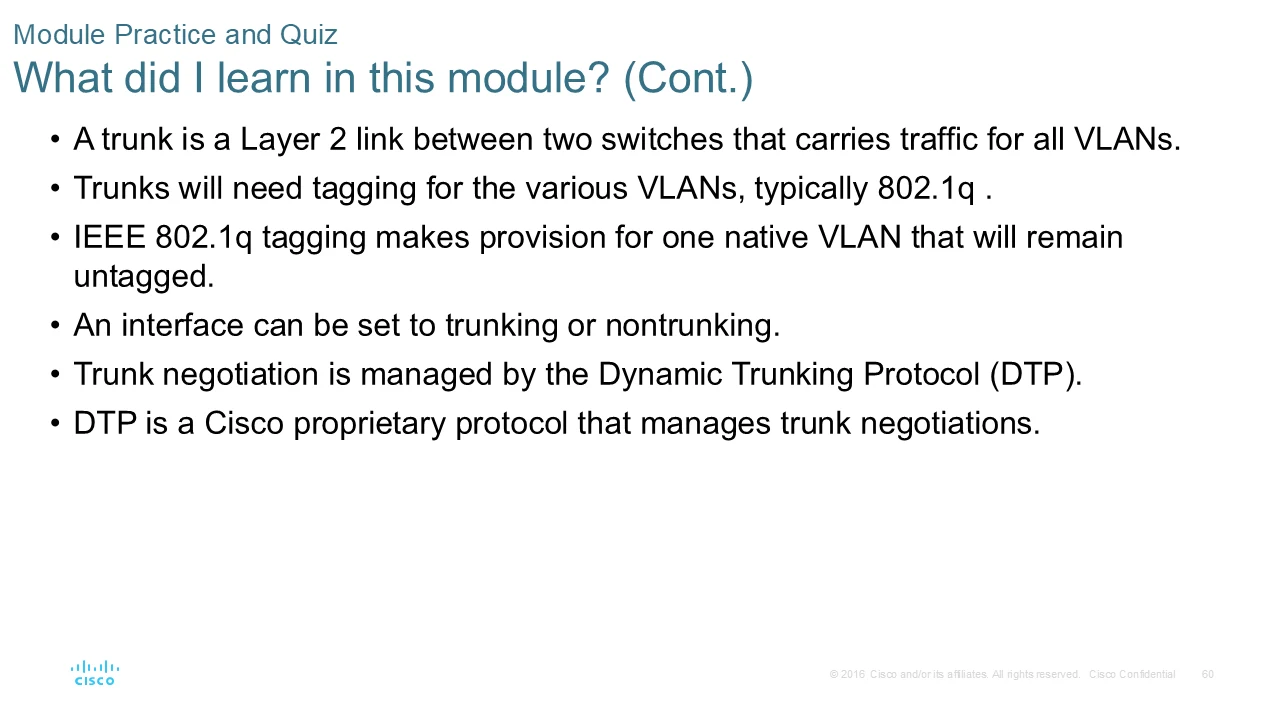 Module Practice and Quiz
What did I learn in this module? (Cont.)
• A trunk is a Layer 2 link between two switches that carries traffic for all VLANs.
• Trunks will need tagging for the various VLANs, typically 802.1q .
• IEEE 802.1q tagging makes provision for one native VLAN that will remain
untagged.
• An interface can be set to trunking or nontrunking.
• Trunk negotiation is managed by the Dynamic Trunking Protocol (DTP).
• DTP is a Cisco proprietary protocol that manages trunk negotiations.
CISCO
© 2016 Cisco and/or its affiliates. All rights reserved. Cisco Confidential 60